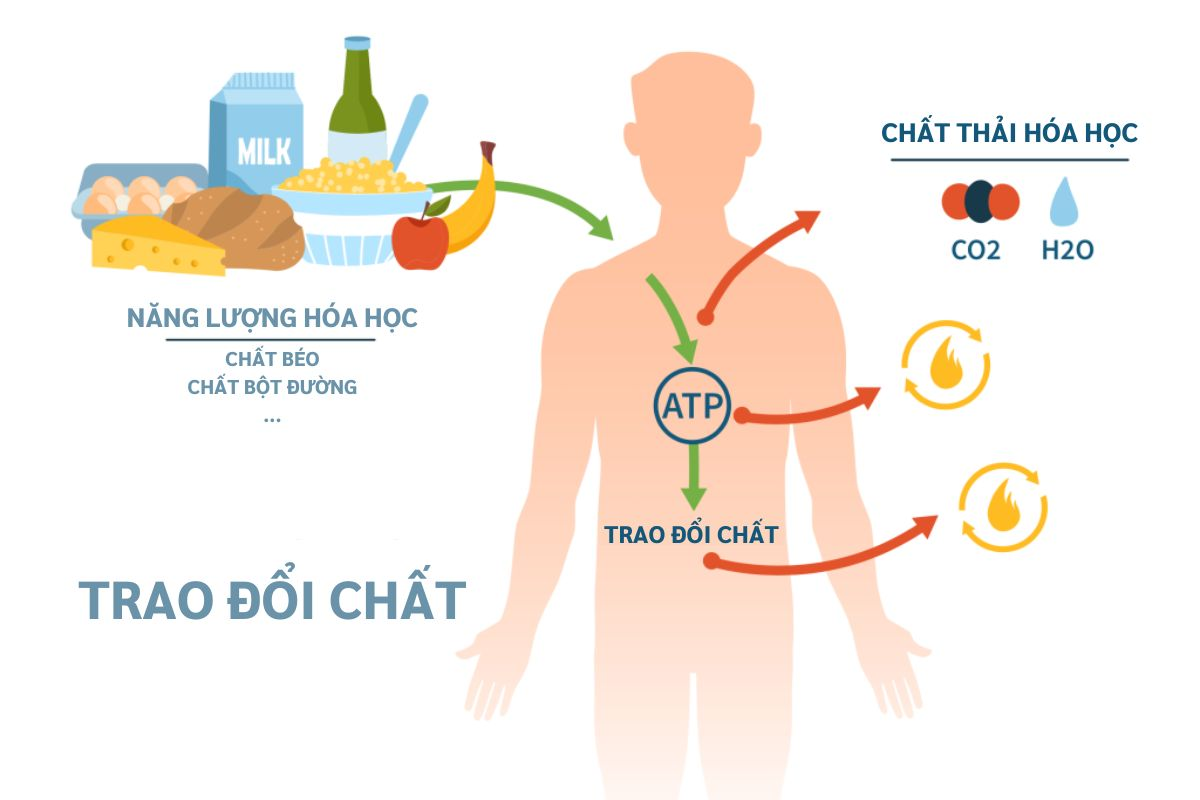 MILK
NĂNG LƯỢNG HÓA HỌC
CHẤT BÉO
CHẤT BỘT ĐƯỜNG
...
CHẤT THẢI HÓA HỌC
CO2
H2O
ATP
TRAO ĐỔI CHẤT
TRAO ĐỔI CHẤT